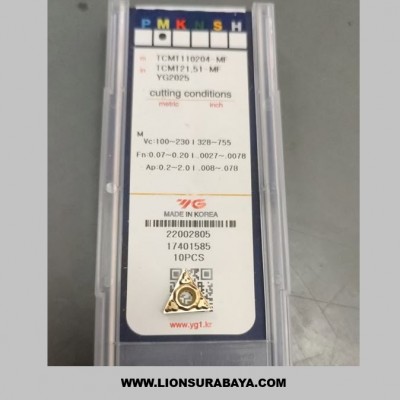 P M K N S H
m TCMT110204-MF
in TCMT21.51-MF
YG2025
cutting conditions
metric inch
M
Vc:100~230 | 328~755
Fn:0.07~0.20 | .0027~.0078
Ap:0.2~2.0 | .008~.078
YG
MADE IN KOREA
22002805
17401585
10PCS
www.yg1.kr
WWW.LIONSURABAYA.COM